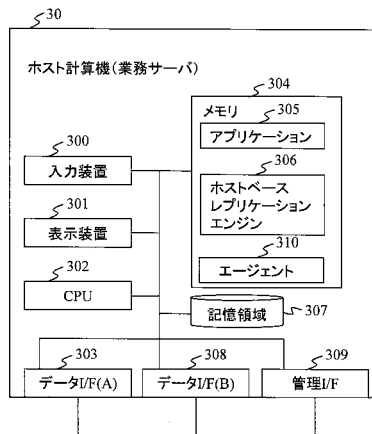 30
ホスト計算機(業務サーバ)
304
メモリ
305
アプリケーション
300
入力装置
306
ホストベース
レプリケーション
エンジン
301
表示装置
310
エージェント
302
CPU
記憶領域
307
303
データI/F(A)
308
データI/F(B)
309
管理I/F